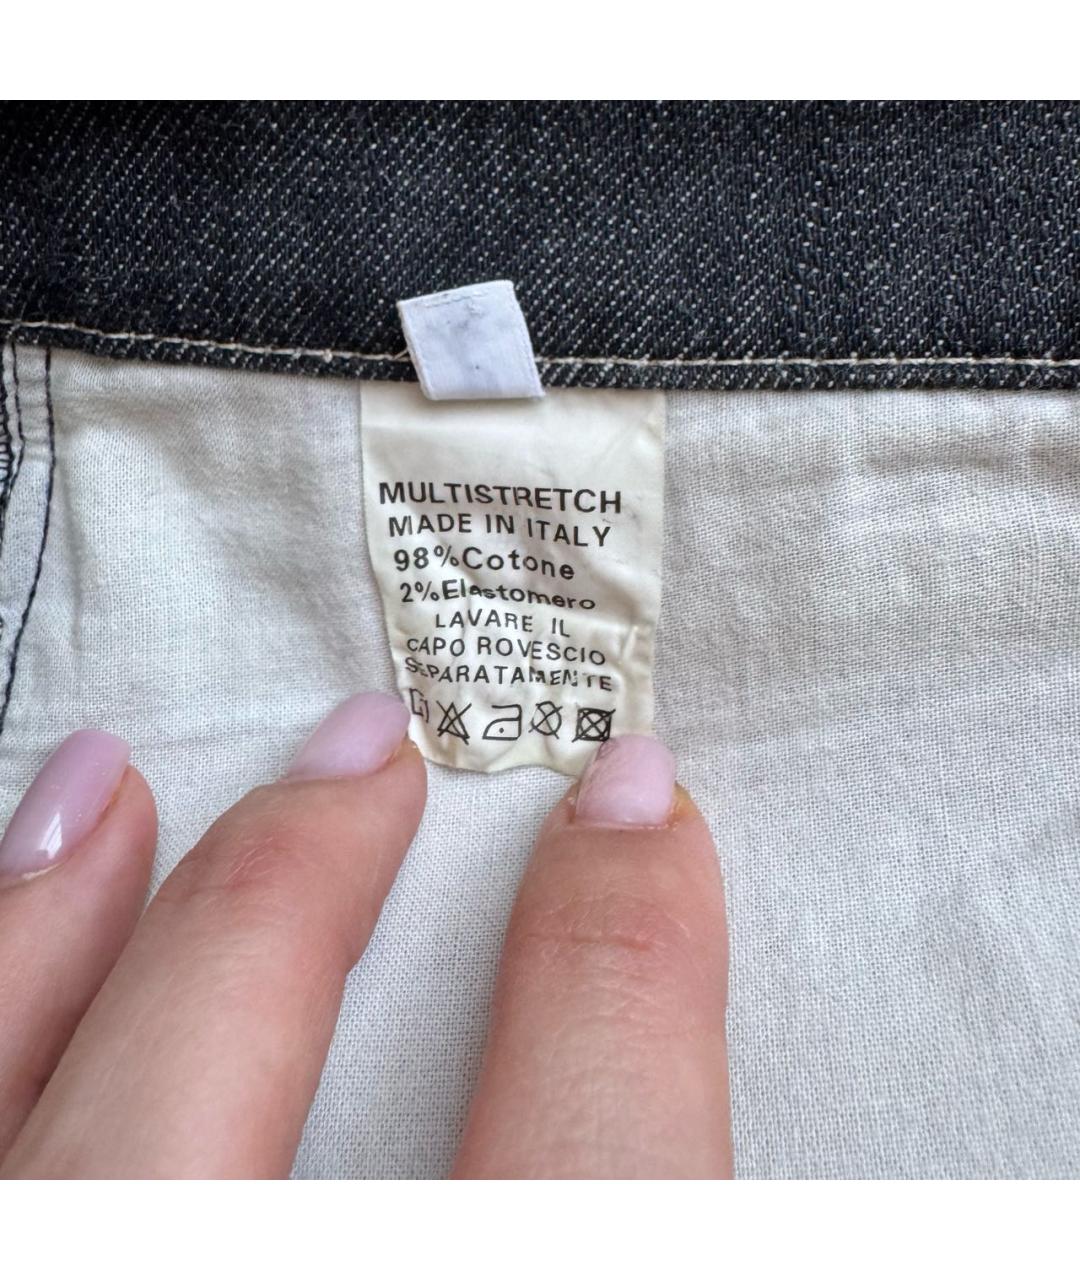 MULTISTRETCH
MADE IN ITALY
98%Cotone
2%Elastomero
LAVARE IL
CAPO ROVESCIO
SEPARATAMENTE